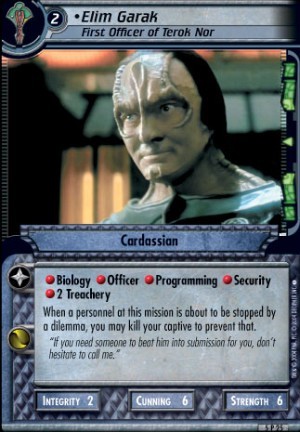 2
•Elim Garak
First Officer of Terok Nor
Cardassian
• Biology • Officer • Programming • Security
• 2 Treachery
When a personnel at this mission is about to be stopped
by a dilemma, you may kill your captive to prevent that.
"If you need someone to beat him into submission for you, don't
hesitate to call me."
INTEGRITY 2 CUNNING 6 STRENGTH 6